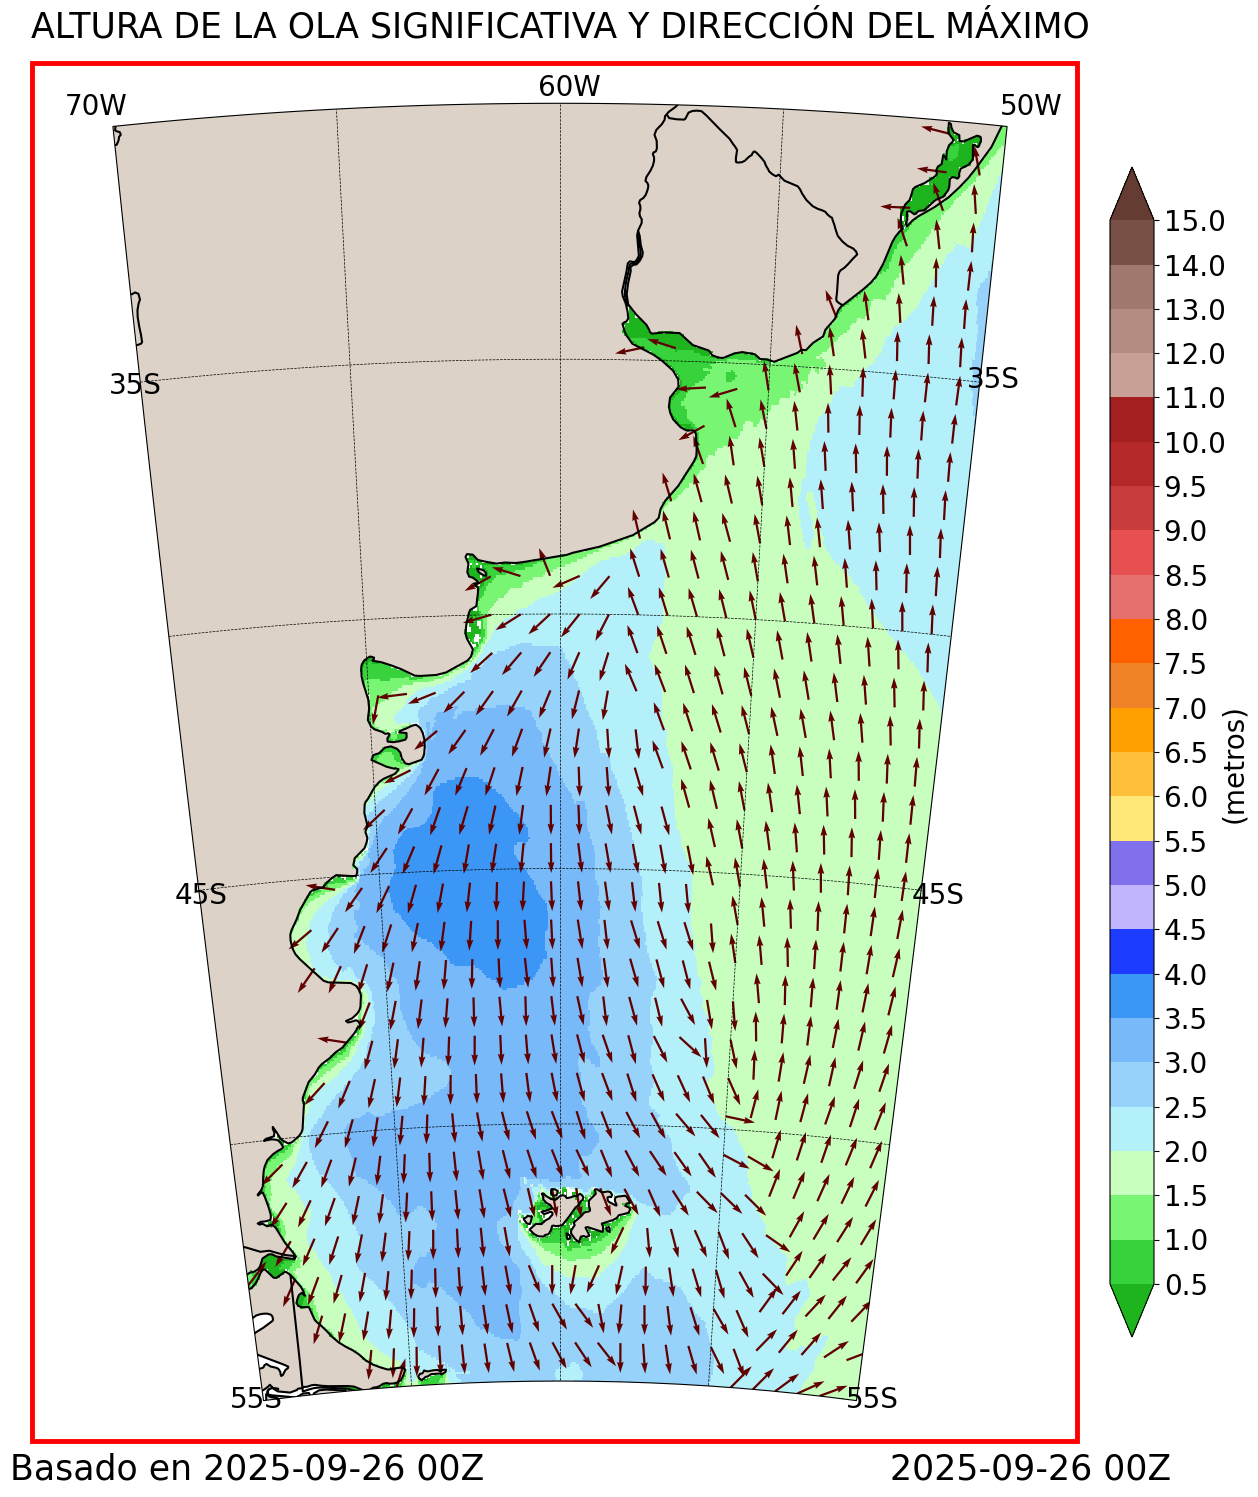 ALTURA DE LA OLA SIGNIFICATIVA Y DIRECCIÓN DEL MÁXIMO
70W
60W
50W
35S
35S
45S
45S
55S
55S
15.0
14.0
13.0
12.0
11.0
10.0
9.5
9.0
8.5
8.0
7.5
7.0
6.5
6.0
5.5
5.0
4.5
4.0
3.5
3.0
2.5
2.0
1.5
1.0
0.5
(metros)
Basado en 2025-09-26 00Z
2025-09-26 00Z